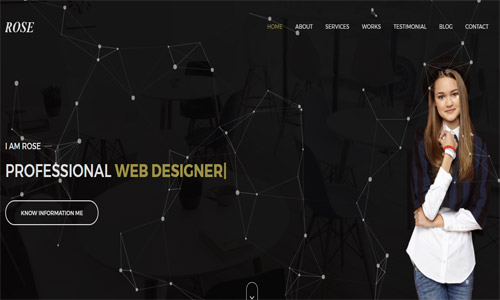 ROSE
HOME ABOUT SERVICES WORKS TESTIMONIAL BLOG CONTACT
I AM ROSE
PROFESSIONAL WEB DESIGNER|
KNOW INFORMATION ME